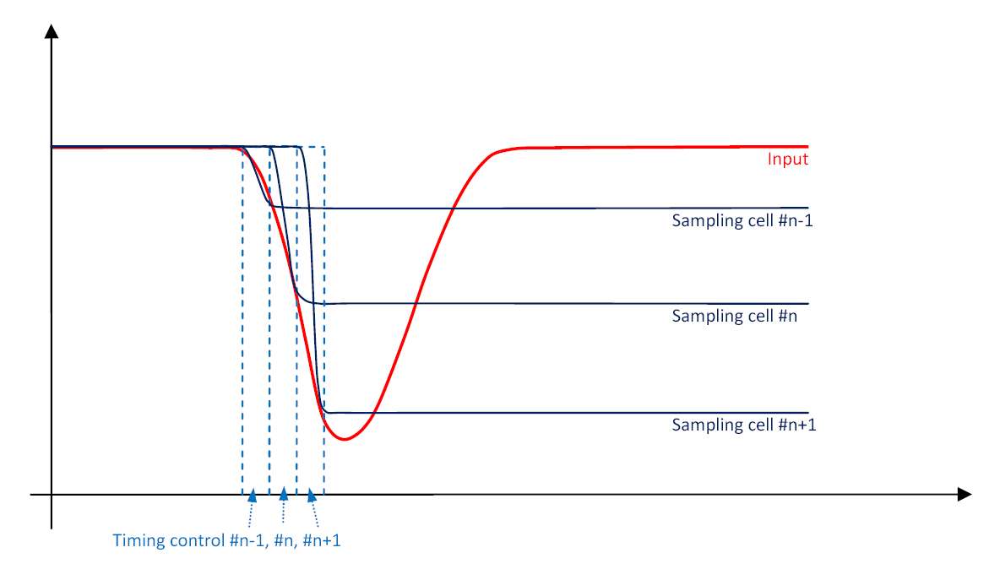 Input
Sampling cell #n-1
Sampling cell #n
Sampling cell #n+1
Timing control #n-1, #n, #n+1